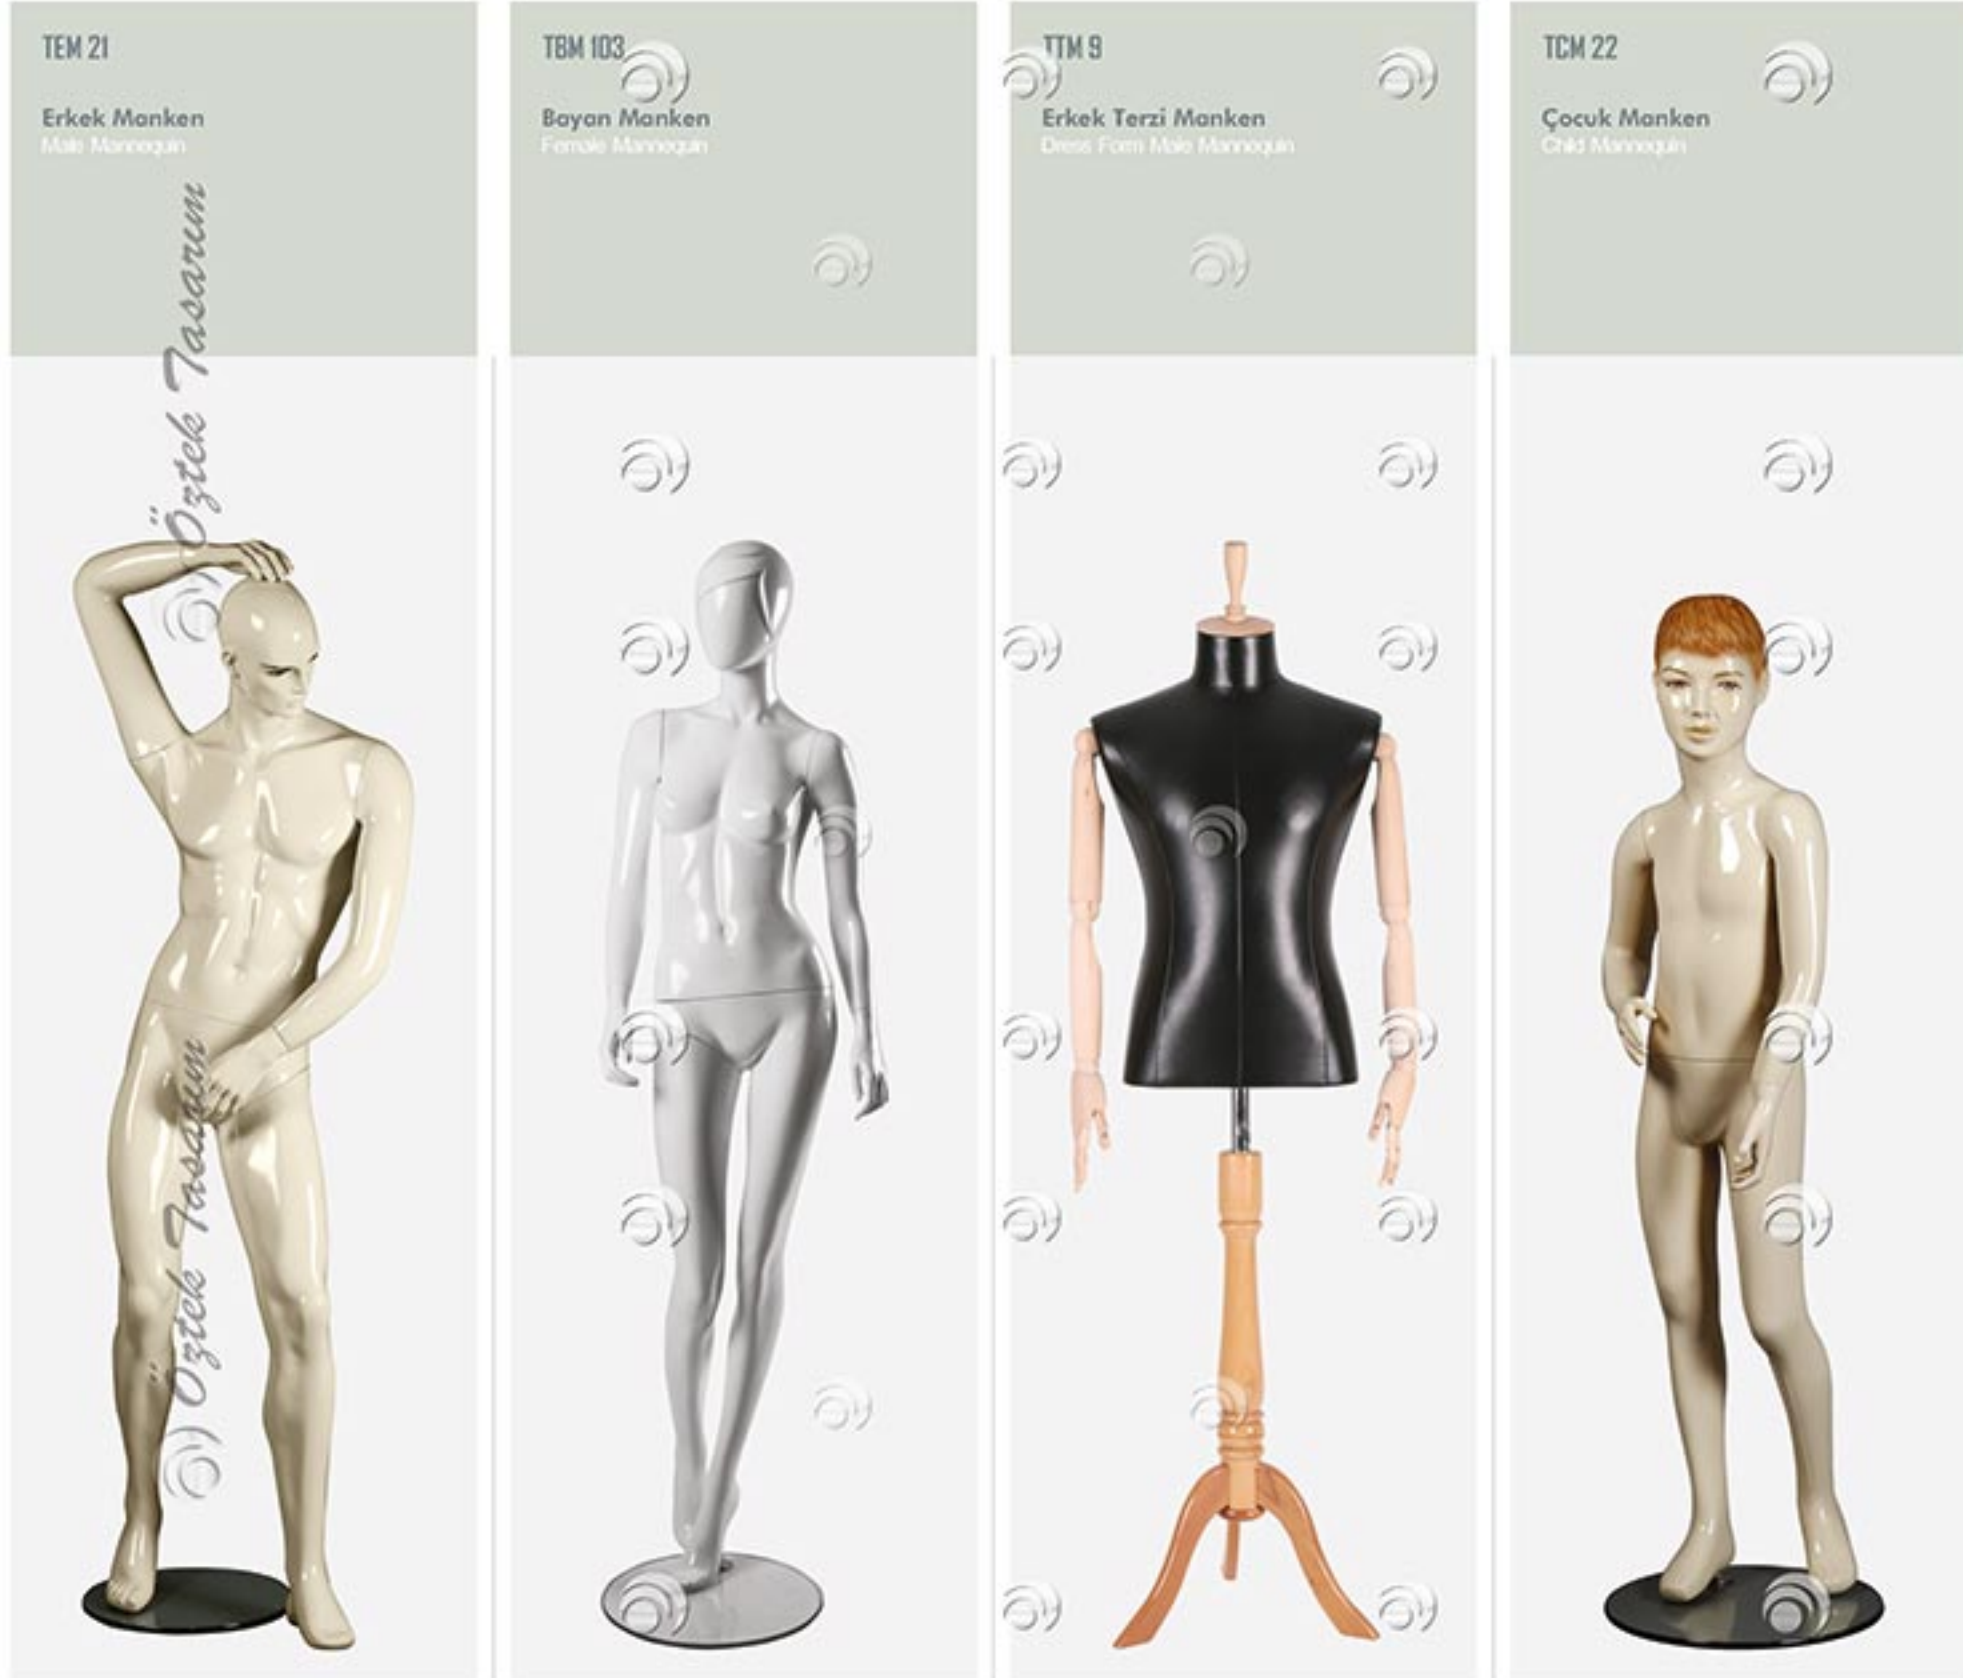 TEM 21
Erkek Manken
Male Mannequin
TBM 103
Bayan Manken
Female Mannequin
TTM 9
Erkek Terzi Manken
Dress Form Male Mannequin
TCM 22
Çocuk Manken
Child Mannequin
Öztek Tasarım
Öztek Tasarım